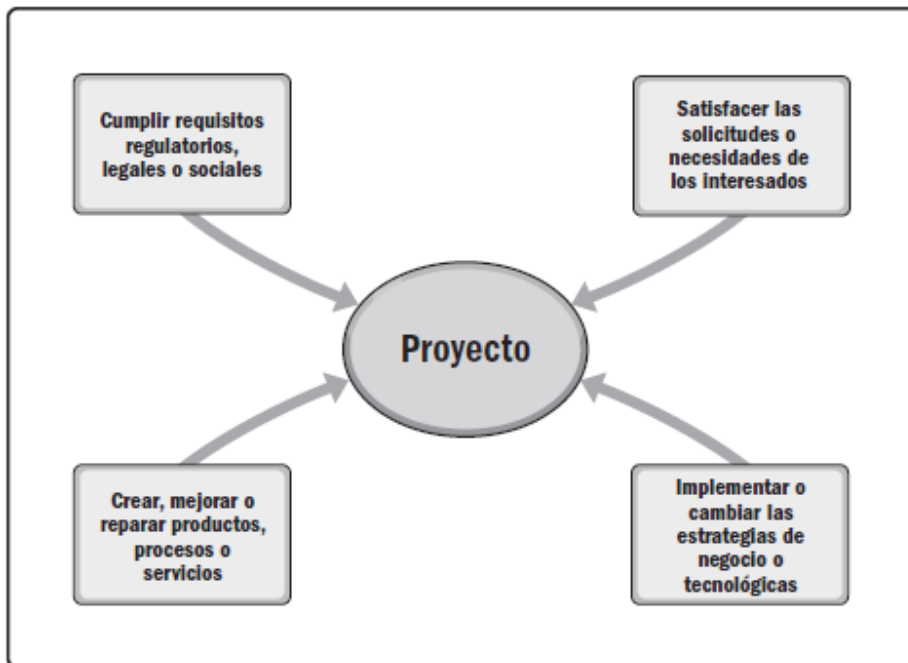 Cumplir requisitos
regulatorios,
legales o sociales
Satisfacer las
solicitudes o
necesidades de
los interesados
Proyecto
Crear, mejorar o
reparar productos,
procesos o
servicios
Implementar o
cambiar las
estrategias de
negocio o
tecnológicas